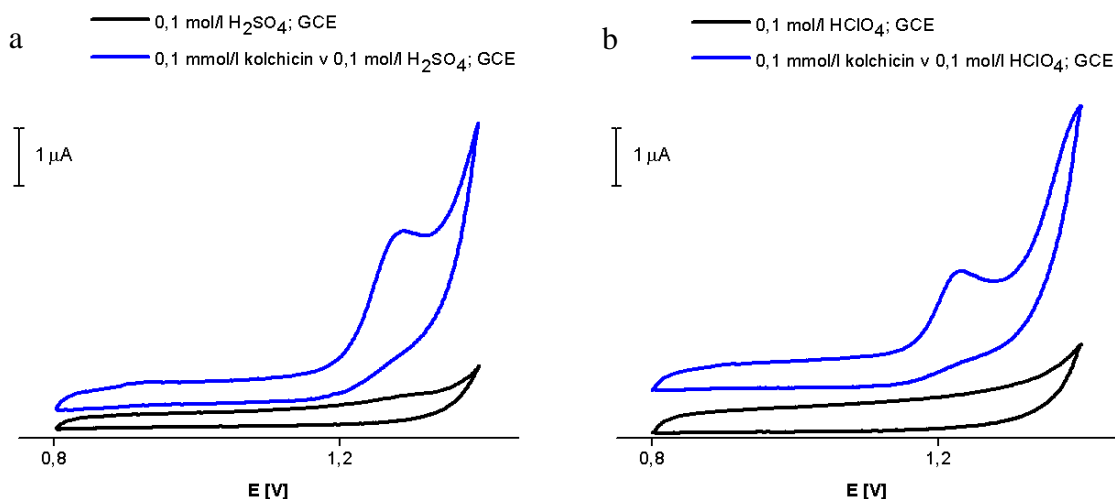 a
0,1 mol/l H₂SO₄; GCE
0,1 mmol/l kolchicin v 0,1 mol/l H₂SO₄; GCE
1 μA
0,8
1,2
E [V]
b
0,1 mol/l HClO₄; GCE
0,1 mmol/l kolchicin v 0,1 mol/l HClO₄; GCE
1 μA
0,8
1,2
E [V]